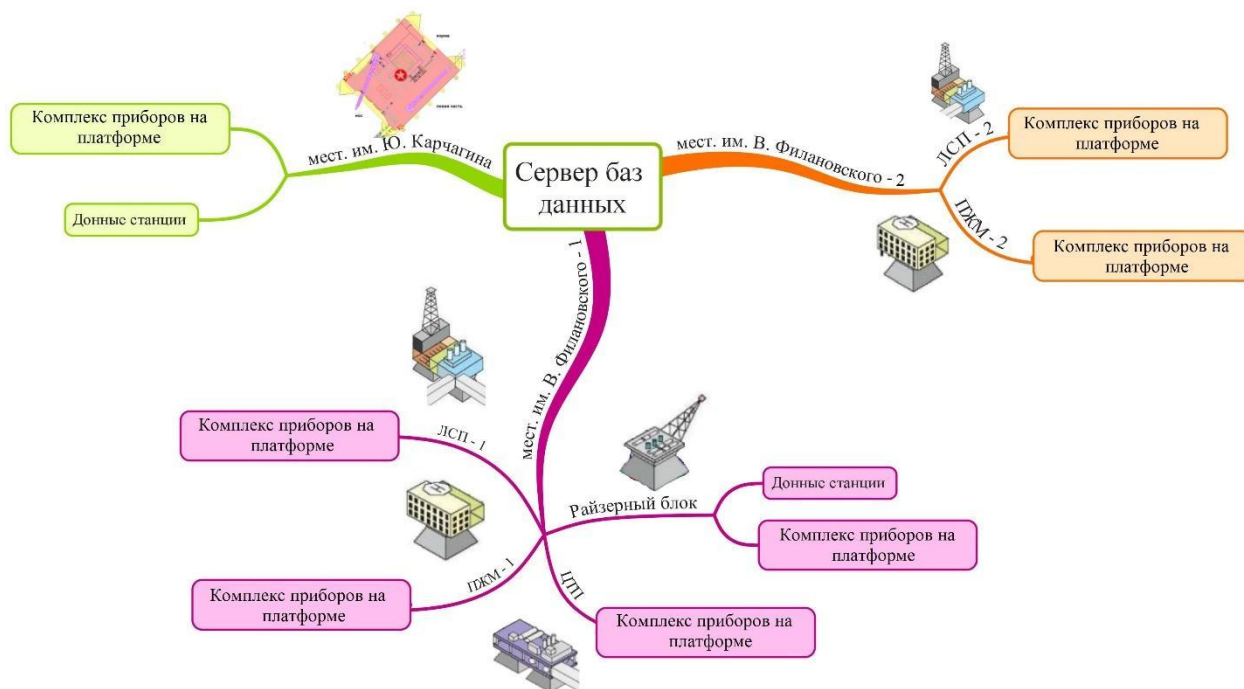 мест. им. Ю. Карчагина
Комплекс приборов на
платформе
Донные станции
Сервер баз
данных
мест. им. В. Филановского - 2
ЛСП - 2
Комплекс приборов на
платформе
ПЖМ - 2
Комплекс приборов на
платформе
мест. им. В. Филановского - 1
ЛСП - 1
Комплекс приборов на
платформе
ПЖМ - 1
Комплекс приборов на
платформе
Райзерный блок
Донные станции
Комплекс приборов на
платформе
ЦТП
Комплекс приборов на
платформе